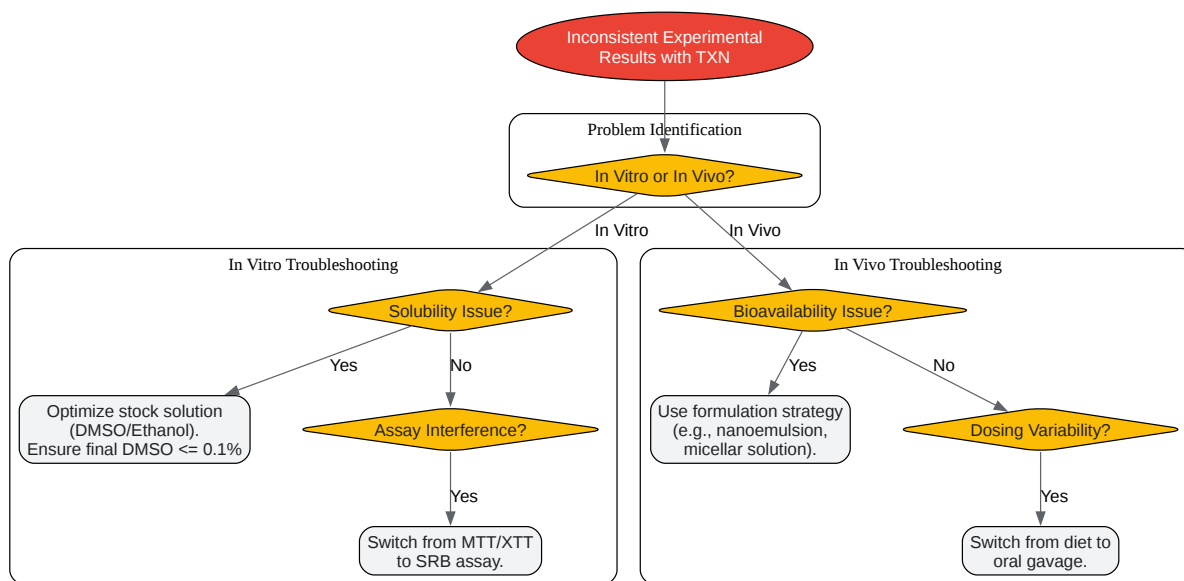 Inconsistent Experimental
Results with TXN
Problem Identification
In Vitro or In Vivo?
In Vitro
In Vivo
In Vitro Troubleshooting
In Vivo Troubleshooting
Solubility Issue?
Bioavailability Issue?
Yes
No
Yes
No
Optimize stock solution
(DMSO/Ethanol).
Ensure final DMSO <= 0.1%
Assay Interference?
Use formulation strategy
(e.g., nanoemulsion,
micellar solution).
Dosing Variability?
Yes
Yes
Switch from MTT/XTT
to SRB assay.
Switch from diet to
oral gavage.